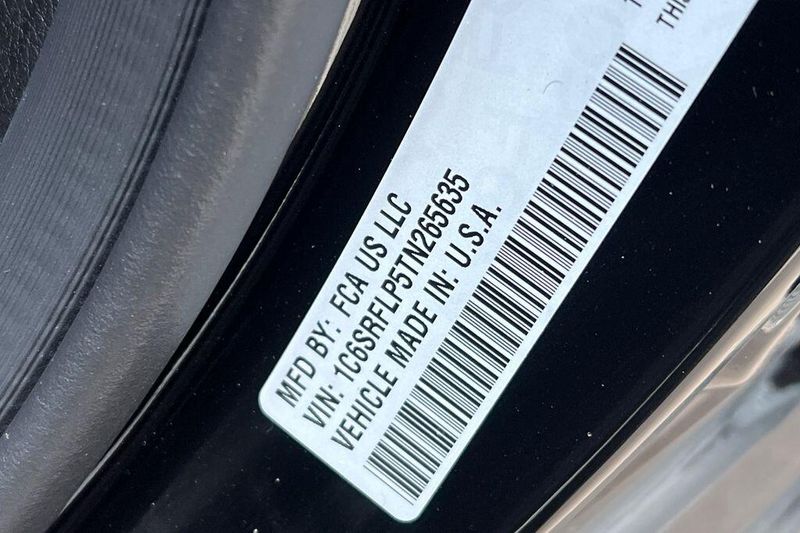 MFD BY: FCA US LLC
VIN: 1C6SRFLP5TN265635
VEHICLE MADE IN: U.S.A.